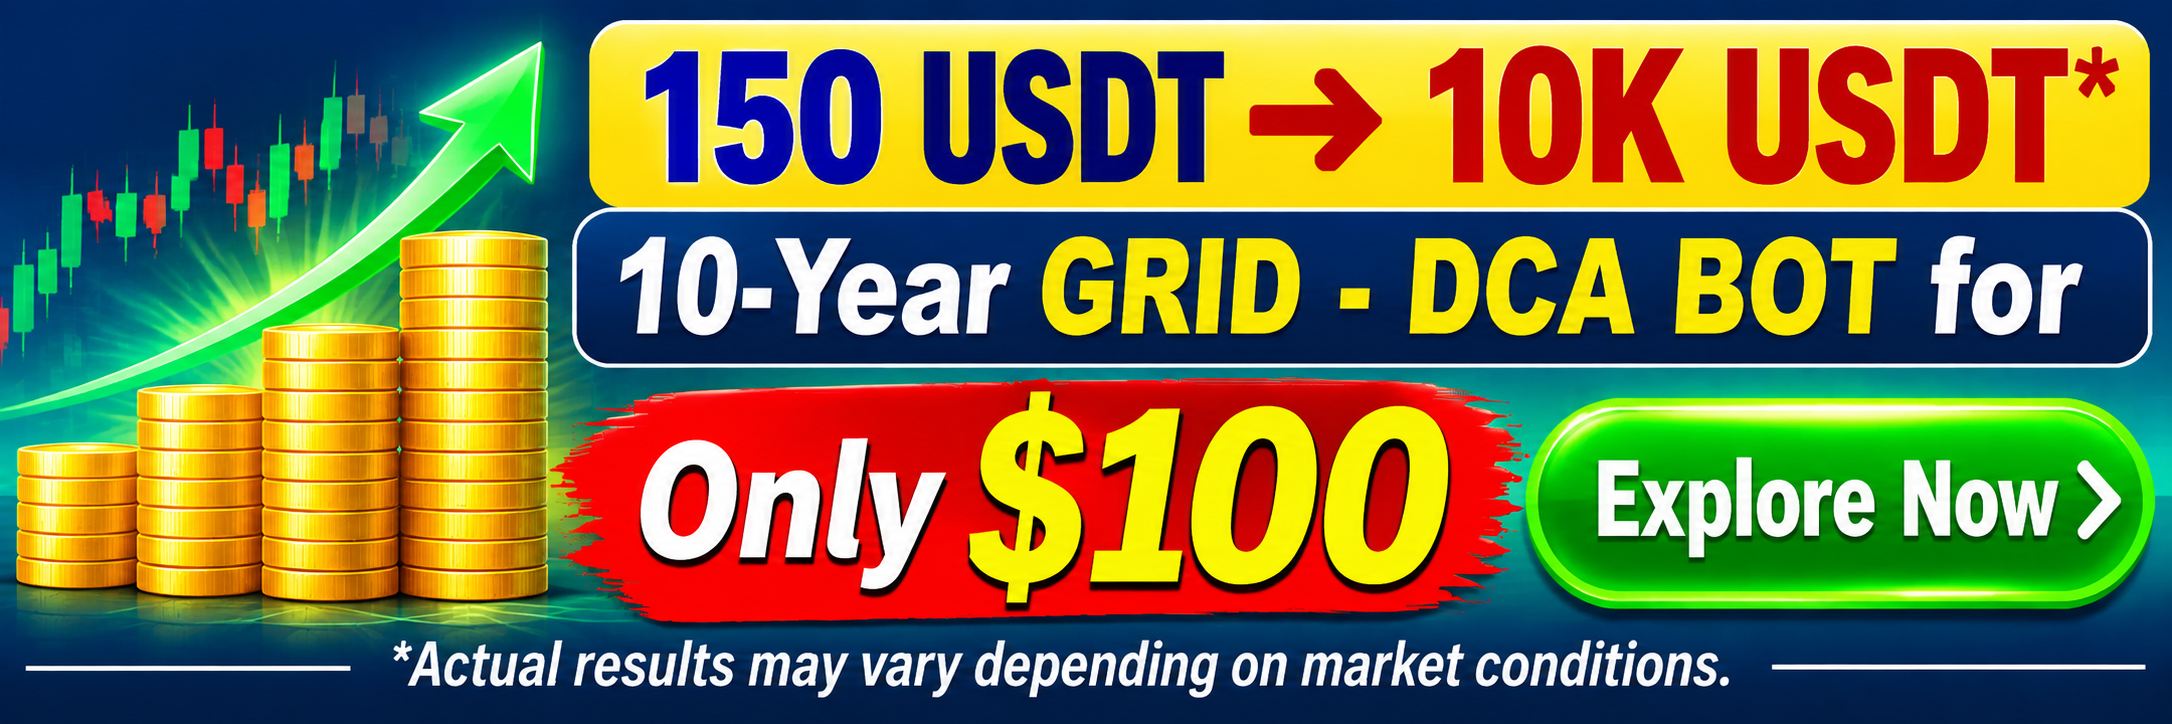 150 USDT → 10K USDT*
10-Year GRID - DCA BOT for
Only $100
Explore Now >
*Actual results may vary depending on market conditions.